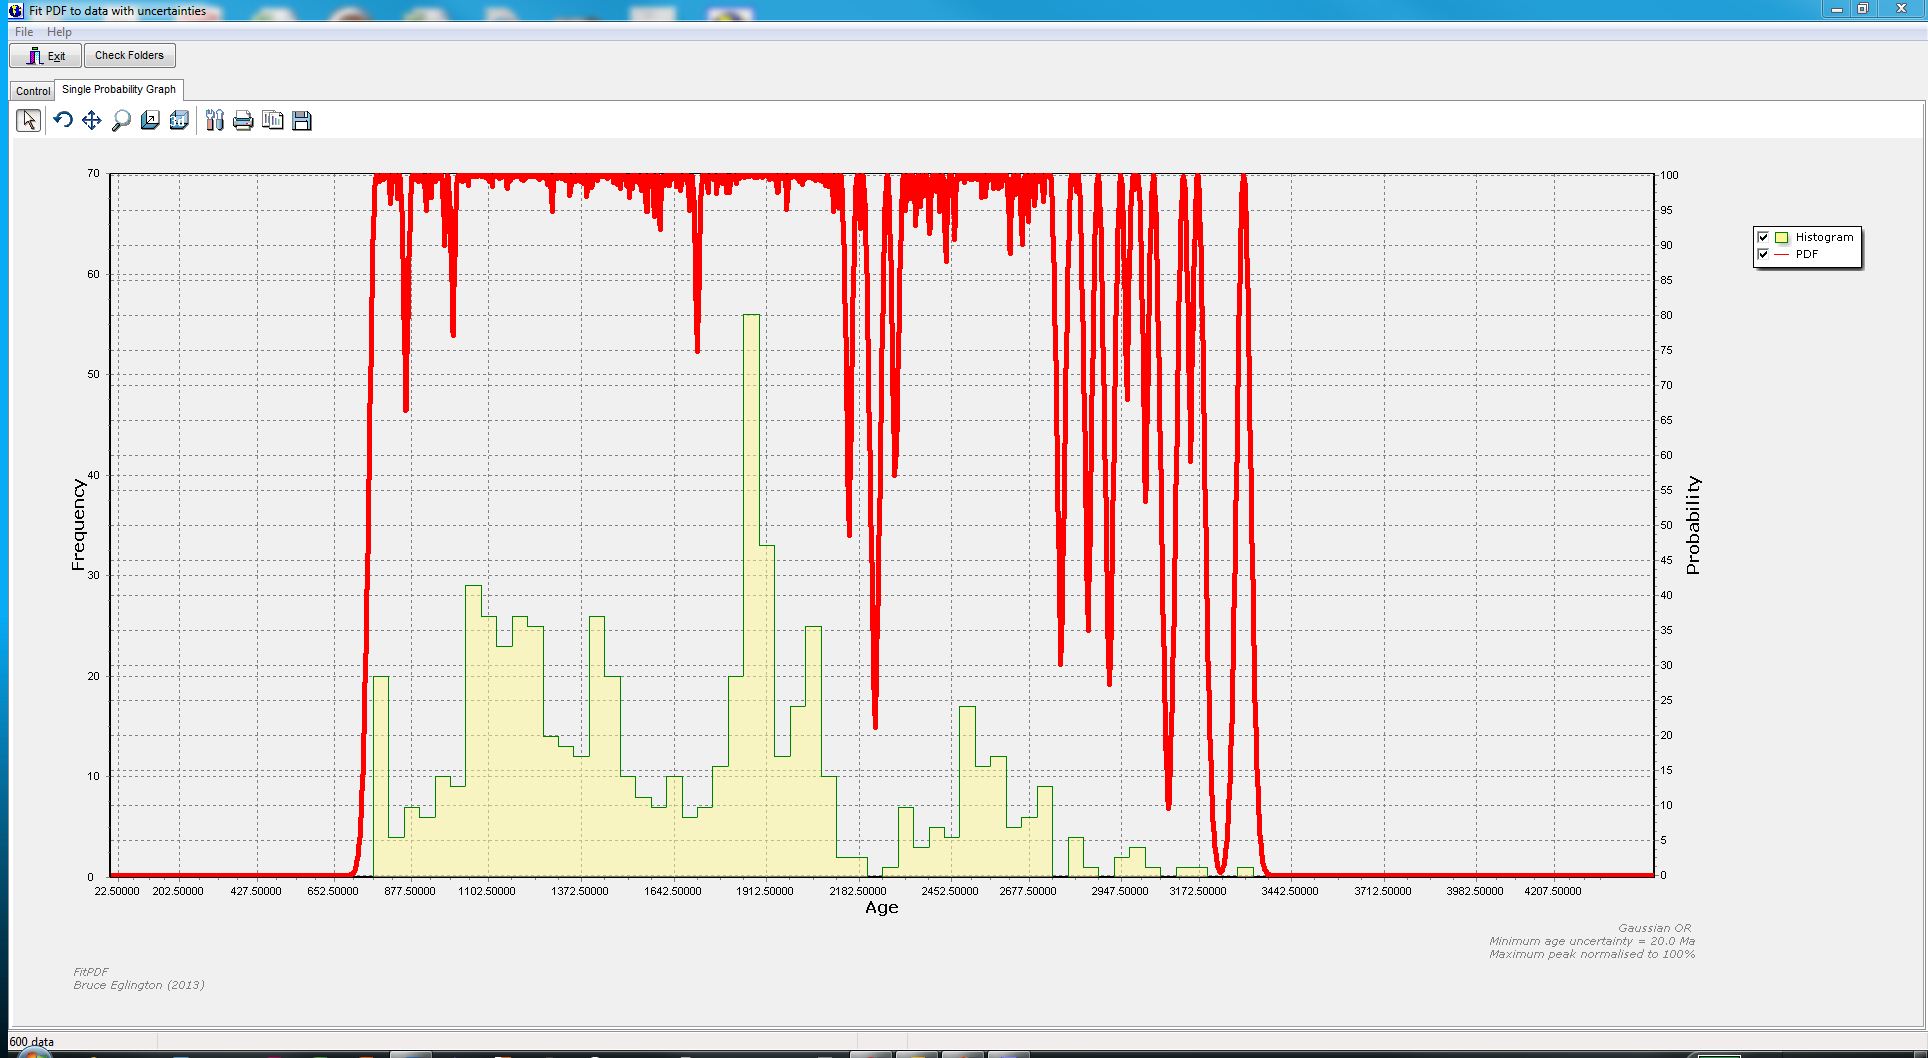 Fit PDF to data with uncertainties
File Help
Exit Check Folders
Control Single Probability Graph
70
60
50
40
30
20
10
0
Frequency
100
95
90
85
80
75
70
65
60
55
50
45
40
35
30
25
20
15
10
5
0
Probability
Histogram
PDF
22.50000 202.50000 427.50000 652.50000 877.50000 1102.50000 1372.50000 1642.50000 1912.50000 2182.50000 2452.50000 2677.50000 2947.50000 3172.50000 3442.50000 3712.50000 3982.50000 4207.50000
Age
Gaussian OR
Minimum age uncertainty = 20.0 Ma
Maximum peak normalised to 100%
FitPDF
Bruce Eglington (2013)
600 data